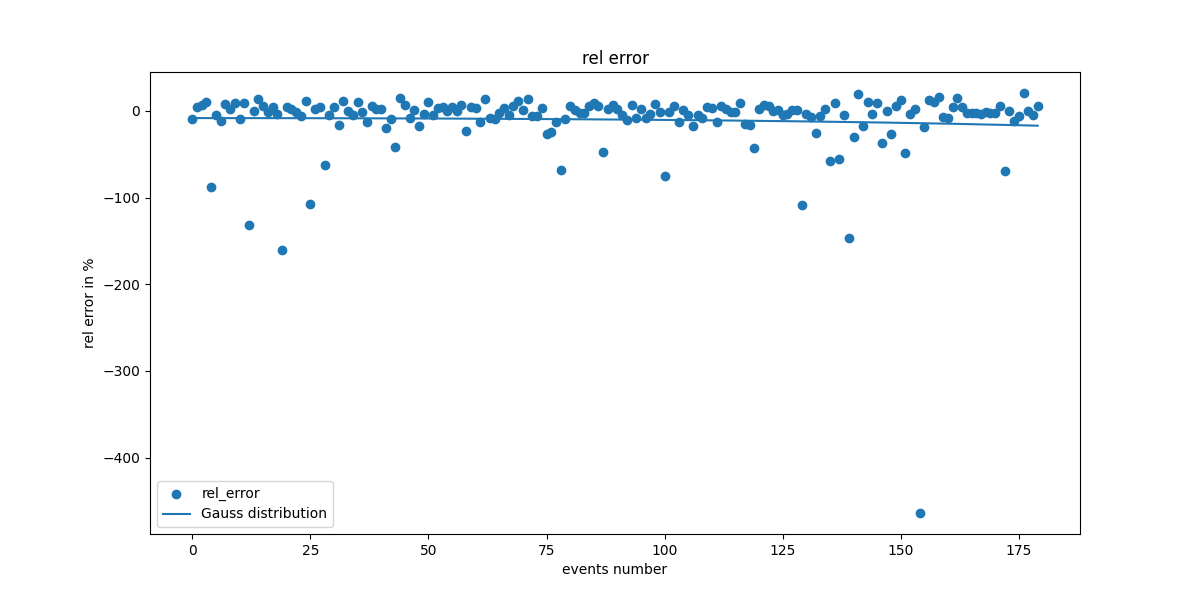 rel error
0
−100
−200
−300
−400
rel error in %
rel_error
Gauss distribution
0 25 50 75 100 125 150 175
events number